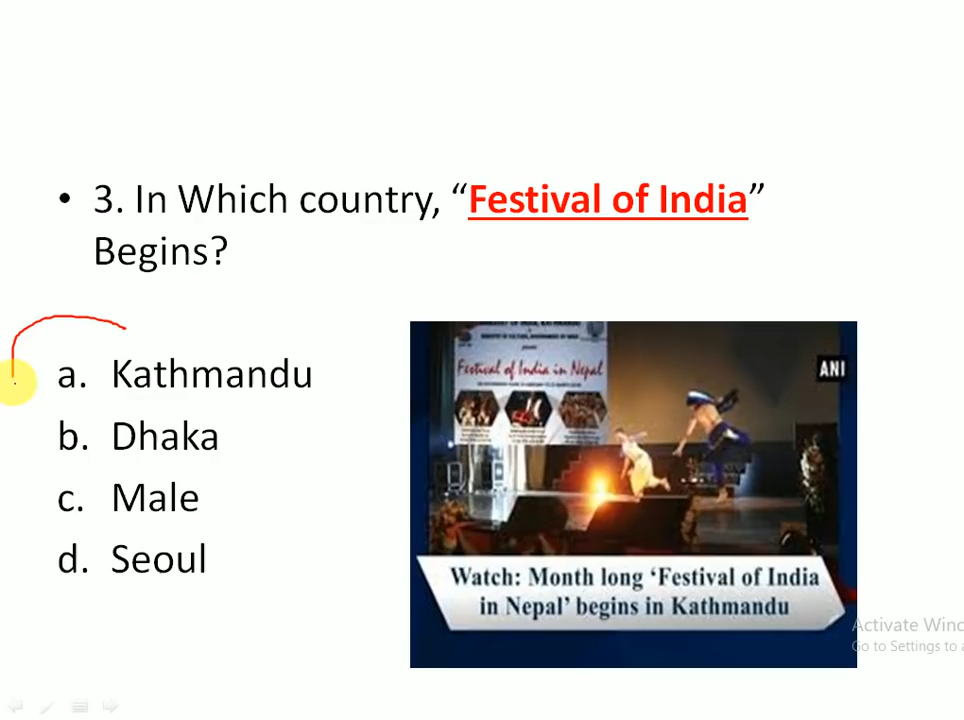 • 3. In Which country, “Festival of India”
Begins?
a. Kathmandu
b. Dhaka
c. Male
d. Seoul
Festival of India in Nepal
ANI
Watch: Month long ‘Festival of India
in Nepal’ begins in Kathmandu
Activate Winc
Go to Settings to a